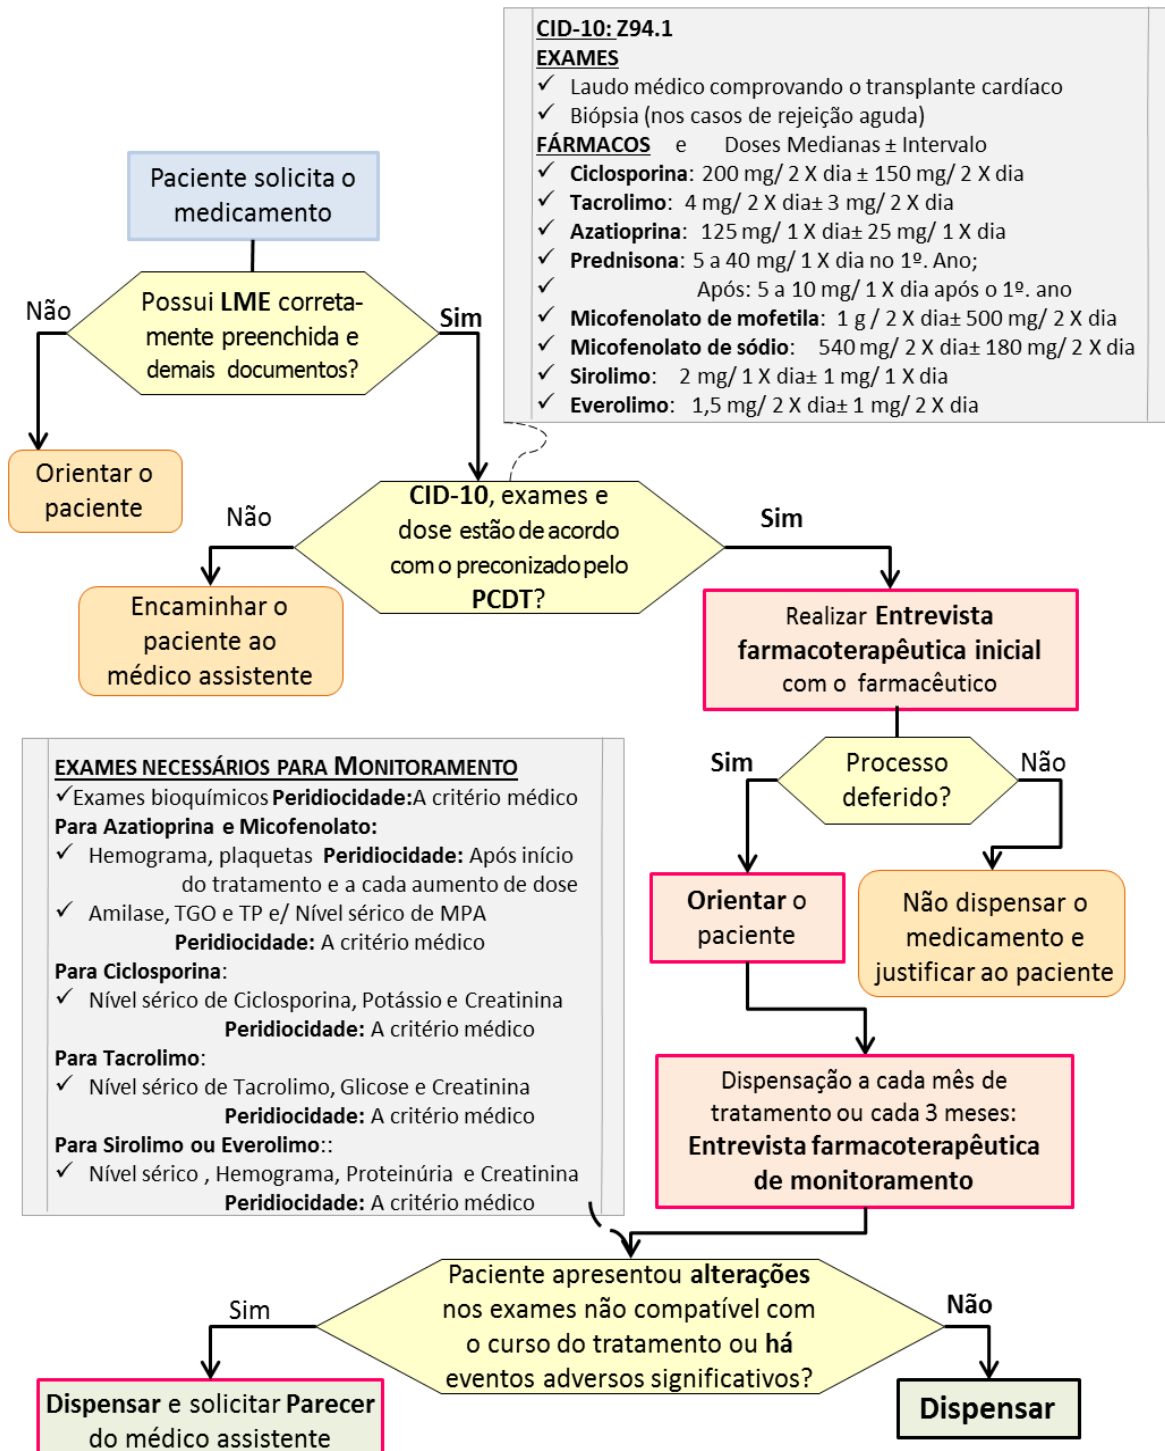 CID-10: Z94.1
EXAMES
✓ Laudo médico comprovando o transplante cardíaco
✓ Biópsia (nos casos de rejeição aguda)
FÁRMACOS e Doses Medianas ± Intervalo
✓ Ciclosporina: 200 mg/ 2 X dia ± 150 mg/ 2 X dia
✓ Tacrolimo: 4 mg/ 2 X dia± 3 mg/ 2 X dia
✓ Azatioprina: 125 mg/ 1 X dia± 25 mg/ 1 X dia
✓ Prednisona: 5 a 40 mg/ 1 X dia no 1º. Ano;
✓ Após: 5 a 10 mg/ 1 X dia após o 1º. ano
✓ Micofenolato de mofetila: 1 g / 2 X dia± 500 mg/ 2 X dia
✓ Micofenolato de sódio: 540 mg/ 2 X dia± 180 mg/ 2 X dia
✓ Sirolimo: 2 mg/ 1 X dia± 1 mg/ 1 X dia
✓ Everolimo: 1,5 mg/ 2 X dia± 1 mg/ 2 X dia
Paciente solicita o
medicamento
Não
Possui LME correta-
mente preenchida e
demais documentos?
Sim
Orientar o
paciente
Não
CID-10, exames e
dose estão de acordo
com o preconizado pelo
PCDT?
Sim
Encaminhar o
paciente ao
médico assistente
Realizar Entrevista
farmacoterapêutica inicial
com o farmacêutico
Sim
Processo
deferido?
Não
Orientar o
paciente
Não dispensar o
medicamento e
justificar ao paciente
EXAMES NECESSÁRIOS PARA MONITORAMENTO
✓Exames bioquímicos Peridiocidade:A critério médico
Para Azatioprina e Micofenolato:
✓ Hemograma, plaquetas Peridiocidade: Após início
do tratamento e a cada aumento de dose
✓ Amilase, TGO e TP e/ Nível sérico de MPA
Peridiocidade: A critério médico
Para Ciclosporina:
✓ Nível sérico de Ciclosporina, Potássio e Creatinina
Peridiocidade: A critério médico
Para Tacrolimo:
✓ Nível sérico de Tacrolimo, Glicose e Creatinina
Peridiocidade: A critério médico
Para Sirolimo ou Everolimo::
✓ Nível sérico , Hemograma, Proteinúria e Creatinina
Peridiocidade: A critério médico
Dispensação a cada mês de
tratamento ou cada 3 meses:
Entrevista farmacoterapêutica
de monitoramento
Sim
Paciente apresentou alterações
nos exames não compatível com
o curso do tratamento ou há
eventos adversos significativos?
Não
Dispensar e solicitar Parecer
do médico assistente
Dispensar